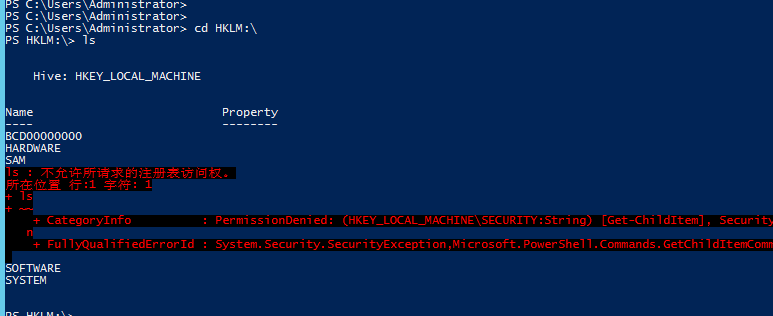 PS C:\Users\Administrator>
PS C:\Users\Administrator>
PS C:\Users\Administrator> cd HKLM:\
PS HKLM:\> ls
Hive: HKEY_LOCAL_MACHINE
Name Property
---- --------
BCD00000000
HARDWARE
SAM
ls : 不允许所请求的注册表访问权。
所在位置 行:1 字符: 1
+ ls
+ ~~
+ CategoryInfo : PermissionDenied: (HKEY_LOCAL_MACHINE\SECURITY:String) [Get-ChildItem], Security
n
+ FullyQualifiedErrorId : System.Security.SecurityException,Microsoft.PowerShell.Commands.GetChildItemComm
SOFTWARE
SYSTEM
PS HKLM:\>